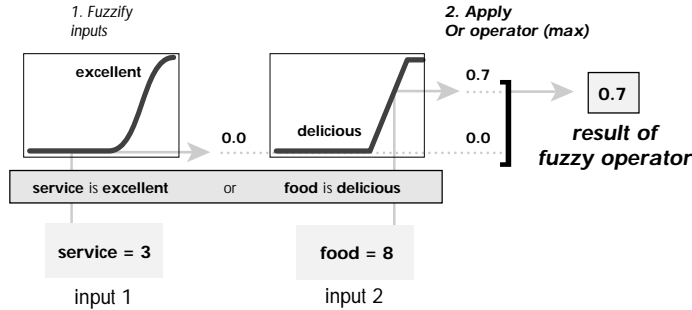 1. Fuzzify
inputs
2. Apply
Or operator (max)
excellent
0.7
0.7
0.0
delicious
0.0
result of
fuzzy operator
service is excellent or food is delicious
service = 3
food = 8
input 1
input 2